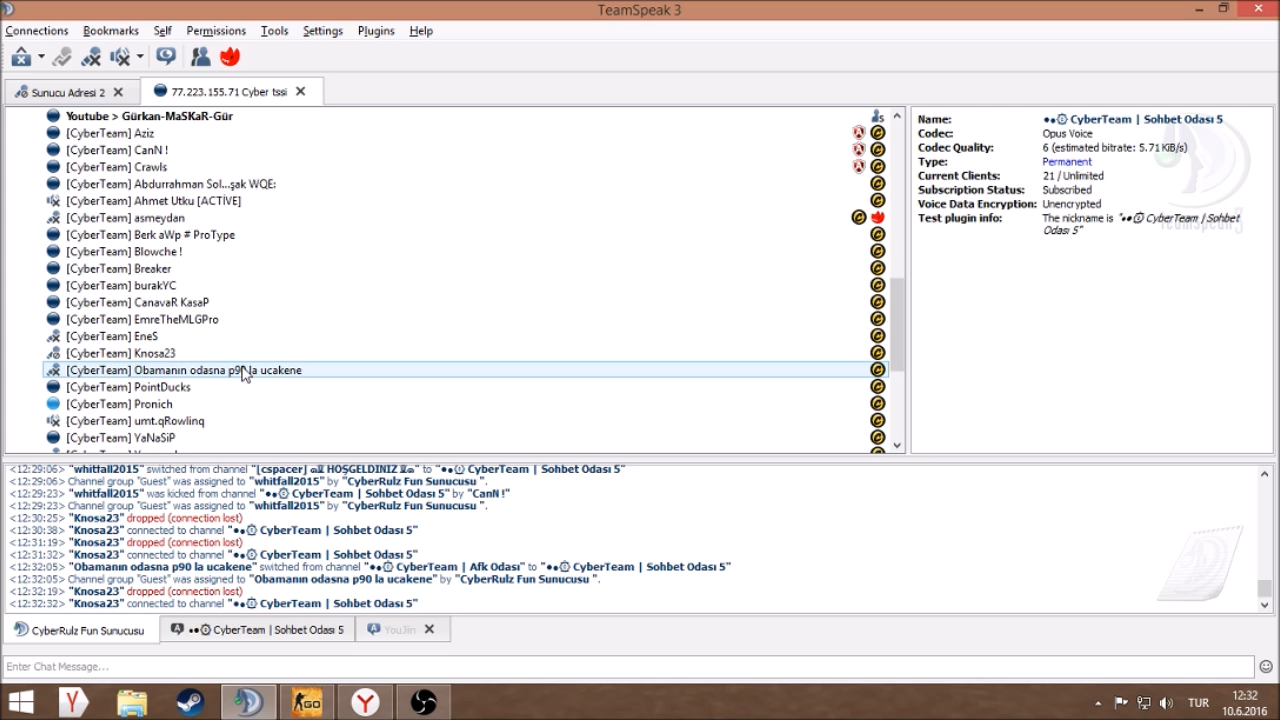 TeamSpeak 3
Connections Bookmarks Self Permissions Tools Settings Plugins Help
Sunucu Adresi 2
77.223.155.71 Cyber tssi
Youtube > Gürkan-MaSKaR-Gür
[CyberTeam] Aziz
[CyberTeam] CanN !
[CyberTeam] Crawls
[CyberTeam] Abdurrahman Sol...şak WQE:
[CyberTeam] Ahmet Utku [ACTİVE]
[CyberTeam] asmeydan
[CyberTeam] Berk aWp # ProType
[CyberTeam] Blowche !
[CyberTeam] Breaker
[CyberTeam] burakYC
[CyberTeam] CanavaR KasaP
[CyberTeam] EmreTheMLGPro
[CyberTeam] EneS
[CyberTeam] Knosa23
[CyberTeam] Obamanın odasna p90 la ucakene
[CyberTeam] PointDucks
[CyberTeam] Pronich
[CyberTeam] umt.qRowlinq
[CyberTeam] YaNaSiP
Name: ●●۞ CyberTeam | Sohbet Odası 5
Codec: Opus Voice
Codec Quality: 6 (estimated bitrate: 5.71 KiB/s)
Type: Permanent
Current Clients: 21 / Unlimited
Subscription Status: Subscribed
Voice Data Encryption: Unencrypted
Test plugin info: The nickname is "●●۞ CyberTeam | Sohbet
Odası 5"
teamspeak 3
<12:29:06> "whitfall2015" switched from channel "[cspacer] HOŞGELDINIZ" to "●●۞ CyberTeam | Sohbet Odası 5"
<12:29:06> Channel group "Guest" was assigned to "whitfall2015" by "CyberRulz Fun Sunucusu ".
<12:29:23> "whitfall2015" was kicked from channel "●●۞ CyberTeam | Sohbet Odası 5" by "CanN !"
<12:29:23> Channel group "Guest" was assigned to "whitfall2015" by "CyberRulz Fun Sunucusu ".
<12:30:25> "Knosa23" dropped (connection lost)
<12:30:38> "Knosa23" connected to channel "●●۞ CyberTeam | Sohbet Odası 5"
<12:31:19> "Knosa23" dropped (connection lost)
<12:31:32> "Knosa23" connected to channel "●●۞ CyberTeam | Sohbet Odası 5"
<12:32:05> "Obamanın odasna p90 la ucakene" switched from channel "●●۞ CyberTeam | Afk Odası" to "●●۞ CyberTeam | Sohbet Odası 5"
<12:32:05> Channel group "Guest" was assigned to "Obamanın odasna p90 la ucakene" by "CyberRulz Fun Sunucusu ".
<12:32:19> "Knosa23" dropped (connection lost)
<12:32:32> "Knosa23" connected to channel "●●۞ CyberTeam | Sohbet Odası 5"
CyberRulz Fun Sunucusu
●●۞ CyberTeam | Sohbet Odası 5
YouJin
Enter Chat Message...
GO
TUR
12:32
10.6.2016